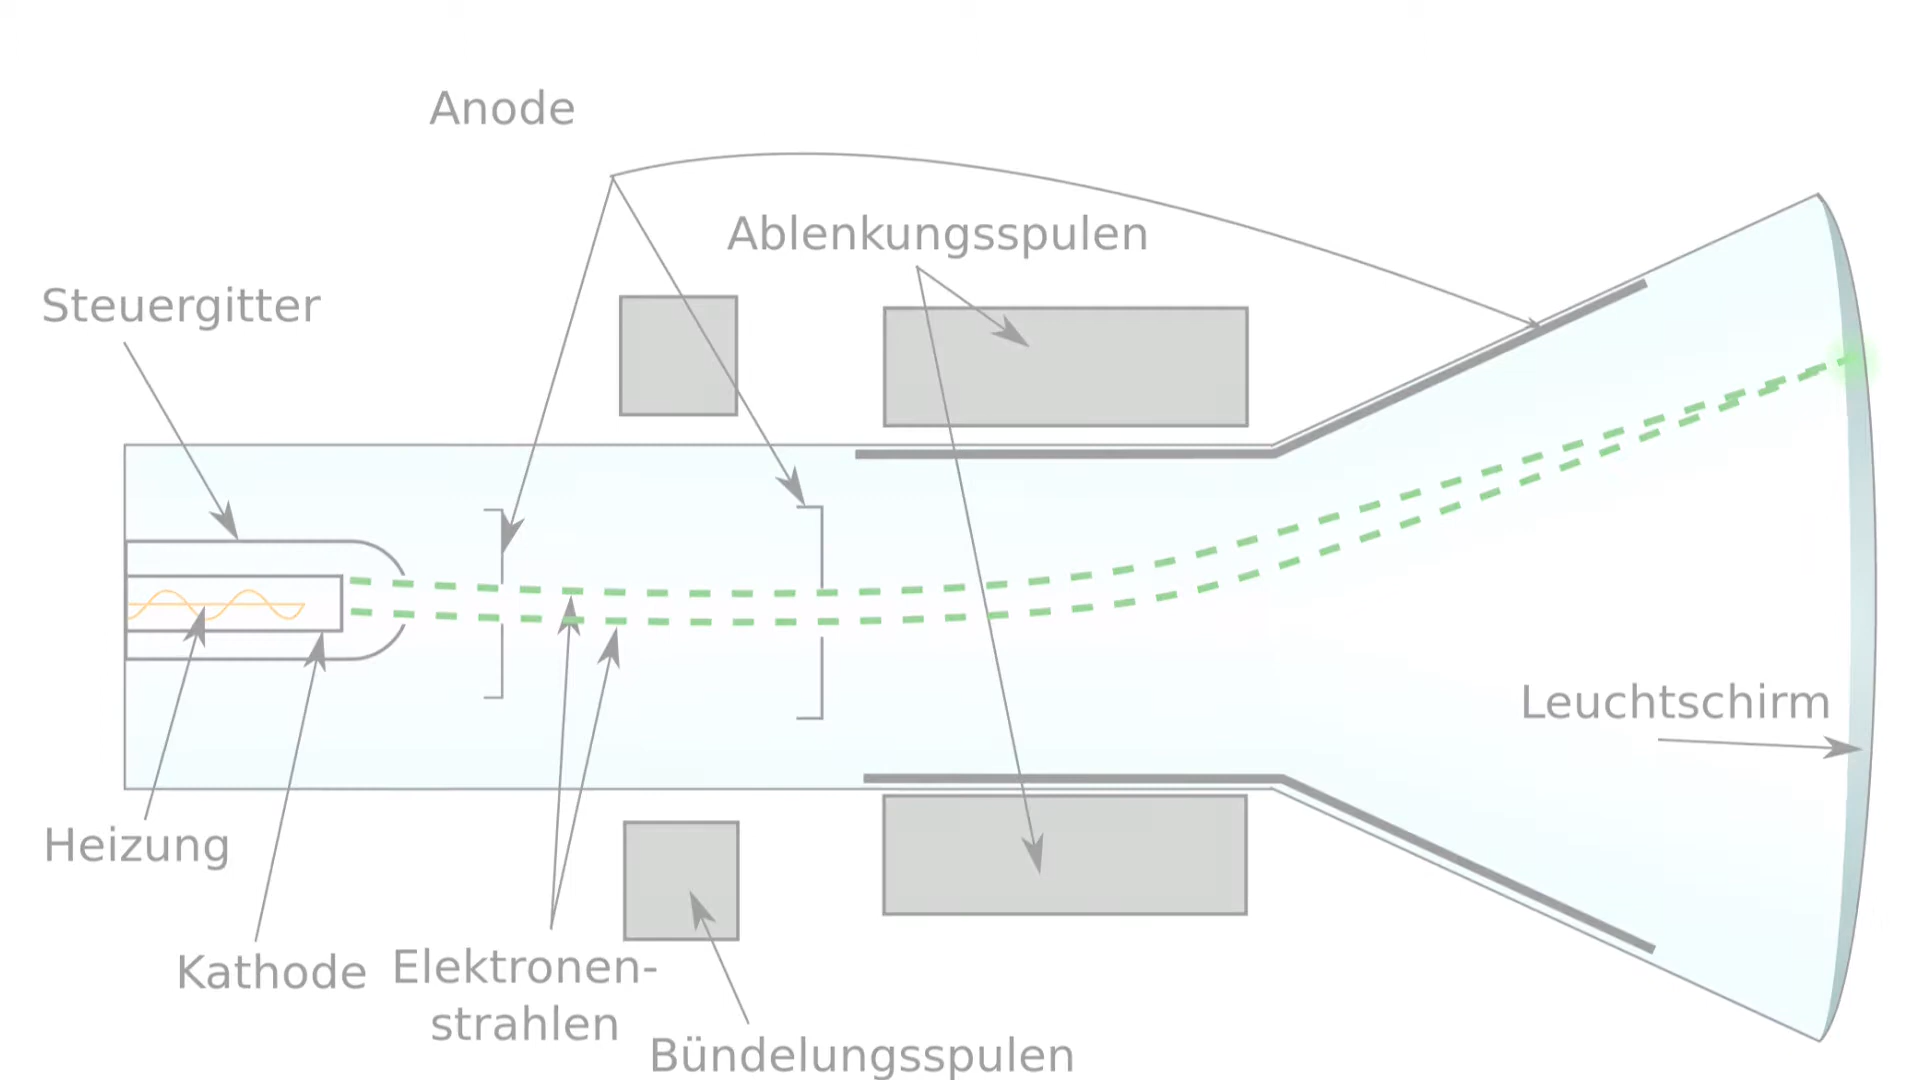 Anode
Ablenkungsspulen
Steuergitter
Leuchtschirm
Heizung
Kathode
Elektronen-
strahlen
Bündelungsspulen